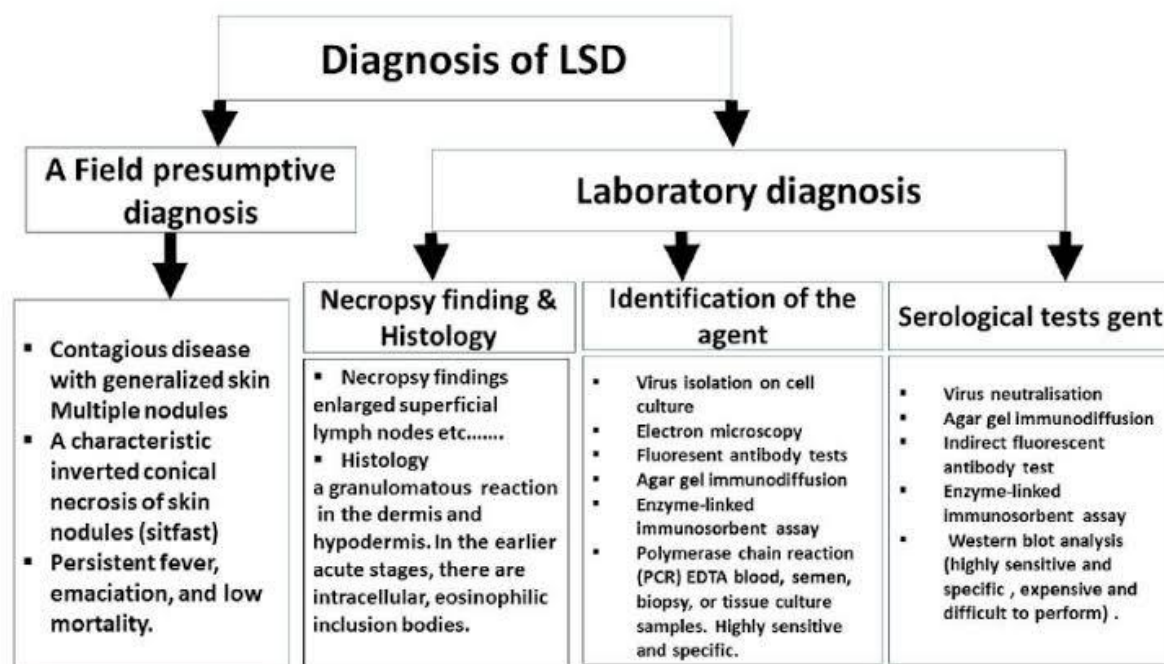 Diagnosis of LSD
A Field presumptive
diagnosis
Laboratory diagnosis
▪ Contagious disease
with generalized skin
Multiple nodules
▪ A characteristic
inverted conical
necrosis of skin
nodules (sitfast)
▪ Persistent fever,
emaciation, and low
mortality.
Necropsy finding &
Histology
▪ Necropsy findings
enlarged superficial
lymph nodes etc.......
▪ Histology
a granulomatous reaction
in the dermis and
hypodermis. In the earlier
acute stages, there are
intracellular, eosinophilic
inclusion bodies.
Identification of the
agent
▪ Virus isolation on cell
culture
▪ Electron microscopy
▪ Fluoresent antibody tests
▪ Agar gel immunodiffusion
▪ Enzyme-linked
immunosorbent assay
▪ Polymerase chain reaction
(PCR) EDTA blood, semen,
biopsy, or tissue culture
samples. Highly sensitive
and specific.
Serological tests gent
▪ Virus neutralisation
▪ Agar gel immunodiffusion
▪ Indirect fluorescent
antibody test
▪ Enzyme-linked
immunosorbent assay
▪ Western blot analysis
(highly sensitive and
specific , expensive and
difficult to perform) .